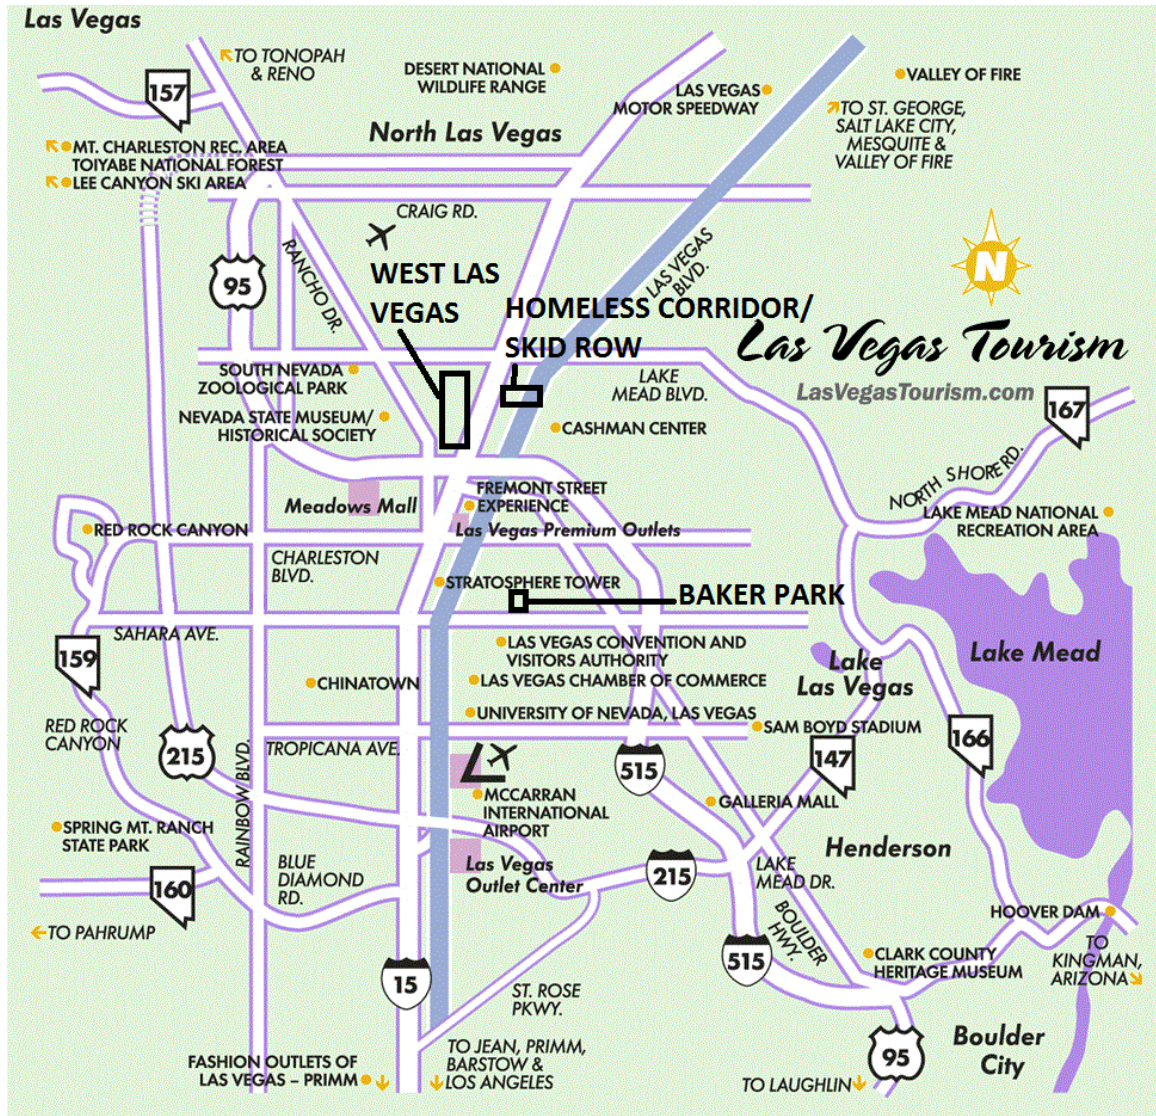 Las Vegas
TO TONOPAH
& RENO
DESERT NATIONAL
WILDLIFE RANGE
LAS VEGAS
MOTOR SPEEDWAY
VALLEY OF FIRE
TO ST. GEORGE,
SALT LAKE CITY,
MESQUITE &
VALLEY OF FIRE
157
North Las Vegas
MT. CHARLESTON REC. AREA
TOIYABE NATIONAL FOREST
LEE CANYON SKI AREA
CRAIG RD.
RANCHO DR.
LAS VEGAS
BLVD.
N
95
WEST LAS
VEGAS
HOMELESS CORRIDOR/
SKID ROW
Las Vegas Tourism
LasVegasTourism.com
SOUTH NEVADA
ZOOLOGICAL PARK
LAKE
MEAD BLVD.
167
NEVADA STATE MUSEUM/
HISTORICAL SOCIETY
CASHMAN CENTER
NORTH SHORE RD.
Meadows Mall
FREMONT STREET
EXPERIENCE
LAKE MEAD NATIONAL
RECREATION AREA
RED ROCK CANYON
Las Vegas Premium Outlets
CHARLESTON
BLVD.
STRATOSPHERE TOWER
BAKER PARK
SAHARA AVE.
159
LAS VEGAS CONVENTION AND
VISITORS AUTHORITY
Lake
Las Vegas
Lake Mead
CHINATOWN
LAS VEGAS CHAMBER OF COMMERCE
RED ROCK
CANYON
UNIVERSITY OF NEVADA, LAS VEGAS
SAM BOYD STADIUM
215
RAINBOW BLVD.
TROPICANA AVE.
515
147
166
MCCARRAN
INTERNATIONAL
AIRPORT
GALLERIA MALL
SPRING MT. RANCH
STATE PARK
Henderson
160
BLUE
DIAMOND
RD.
Las Vegas
Outlet Center
215
LAKE
MEAD DR.
TO PAHRUMP
BOULDER
HWY.
HOOVER DAM
TO
KINGMAN,
ARIZONA
15
ST. ROSE
PKWY.
515
CLARK COUNTY
HERITAGE MUSEUM
95
Boulder
City
FASHION OUTLETS OF
LAS VEGAS – PRIMM
TO JEAN, PRIMM,
BARSTOW &
LOS ANGELES
TO LAUGHLIN